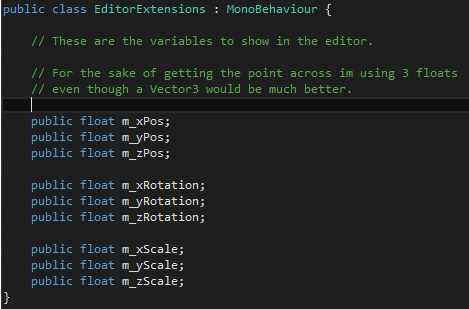 public class EditorExtensions : MonoBehaviour {
// These are the variables to show in the editor.
// For the sake of getting the point across im using 3 floats
// even though a Vector3 would be much better.
public float m_xPos;
public float m_yPos;
public float m_zPos;
public float m_xRotation;
public float m_yRotation;
public float m_zRotation;
public float m_xScale;
public float m_yScale;
public float m_zScale;
}